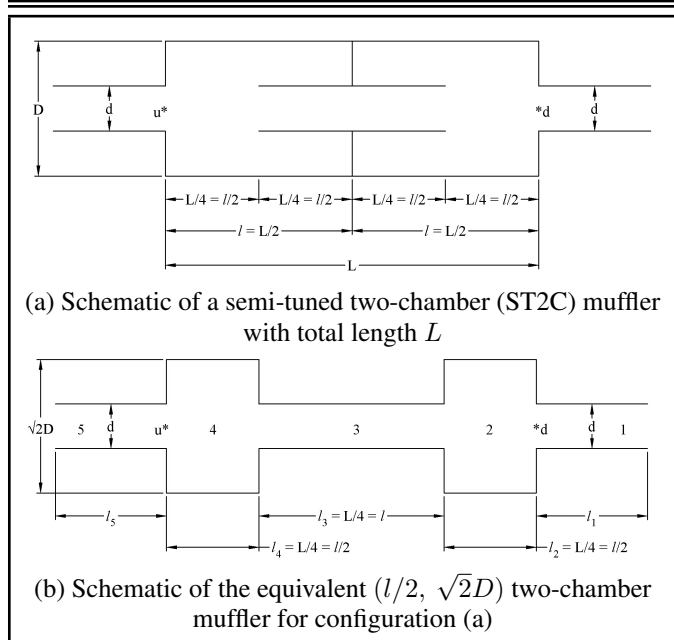 D
d
u*
*d
d
L/4 = l/2
L/4 = l/2
L/4 = l/2
L/4 = l/2
l = L/2
l = L/2
L
(a) Schematic of a semi-tuned two-chamber (ST2C) muffler
with total length L
√2D
5
d
u*
4
3
2
*d
d
1
l₅
l₃ = L/4 = l
l₁
l₄ = L/4 = l/2
l₂ = L/4 = l/2
(b) Schematic of the equivalent (l/2, √2D) two-chamber
muffler for configuration (a)